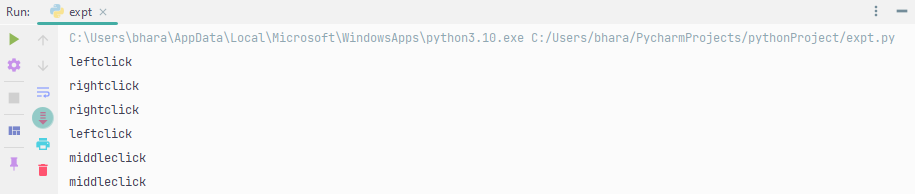 Run: expt
C:\Users\bhara\AppData\Local\Microsoft\WindowsApps\python3.10.exe C:/Users/bhara/PycharmProjects/pythonProject/expt.py
leftclick
rightclick
rightclick
leftclick
middleclick
middleclick